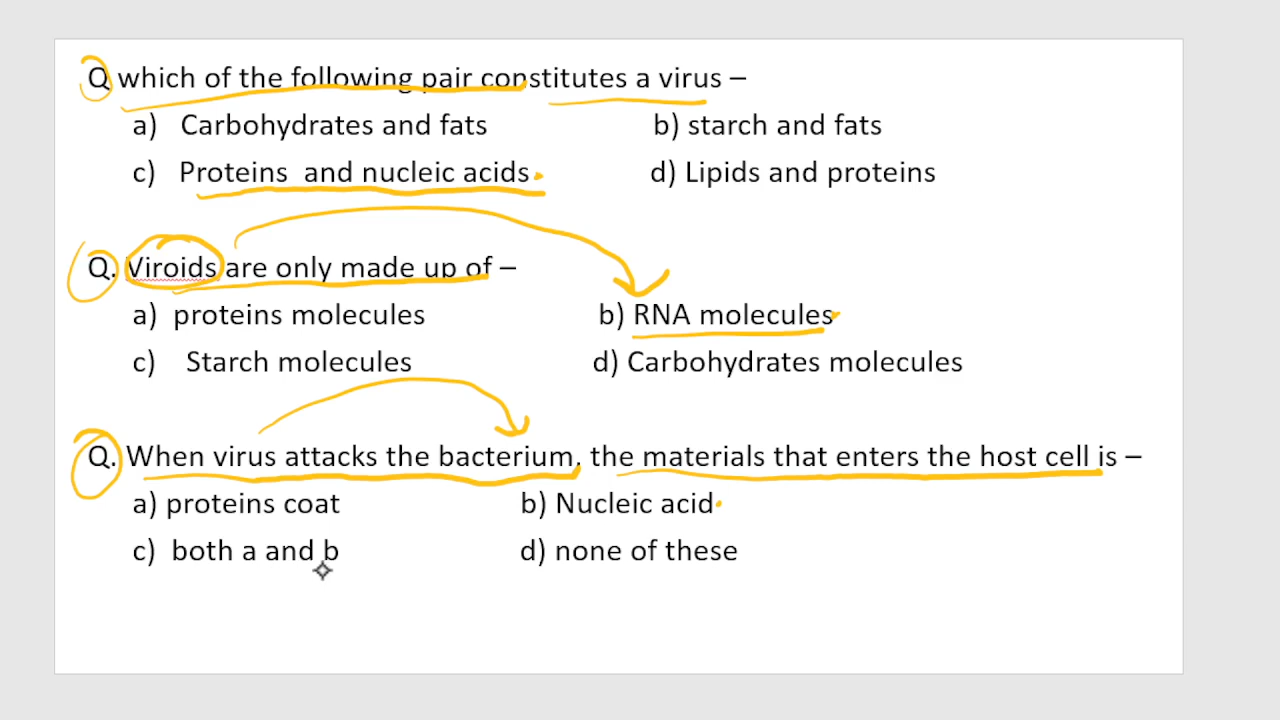 Q which of the following pair constitutes a virus –
a) Carbohydrates and fats b) starch and fats
c) Proteins and nucleic acids d) Lipids and proteins
Q. Viroids are only made up of –
a) proteins molecules b) RNA molecules
c) Starch molecules d) Carbohydrates molecules
Q. When virus attacks the bacterium, the materials that enters the host cell is –
a) proteins coat b) Nucleic acid
c) both a and b d) none of these